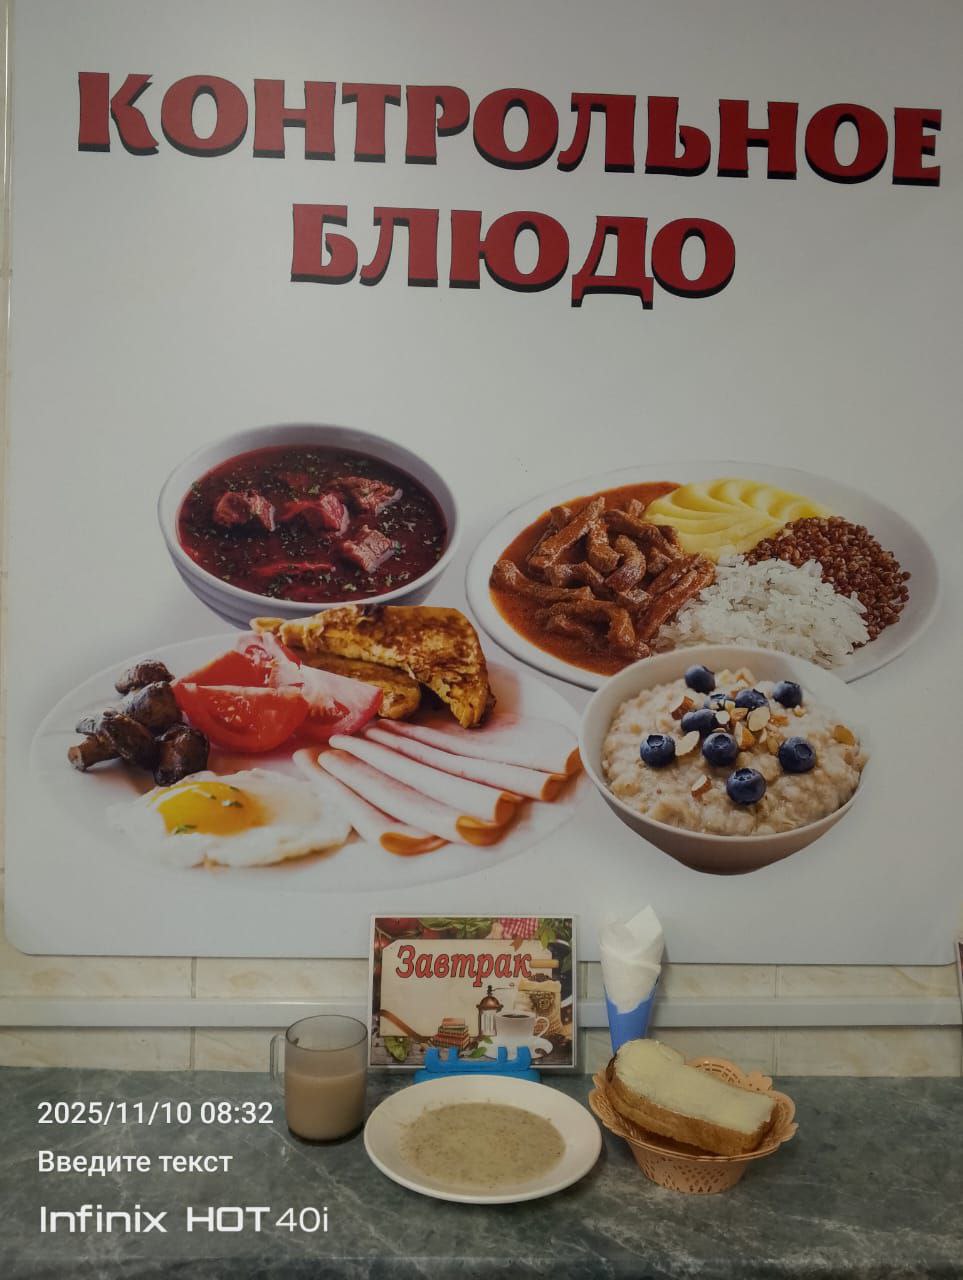 КОНТРОЛЬНОЕ
БЛЮДО
Завтрак
2025/11/10 08:32
Введите текст
Infinix HOT 40i